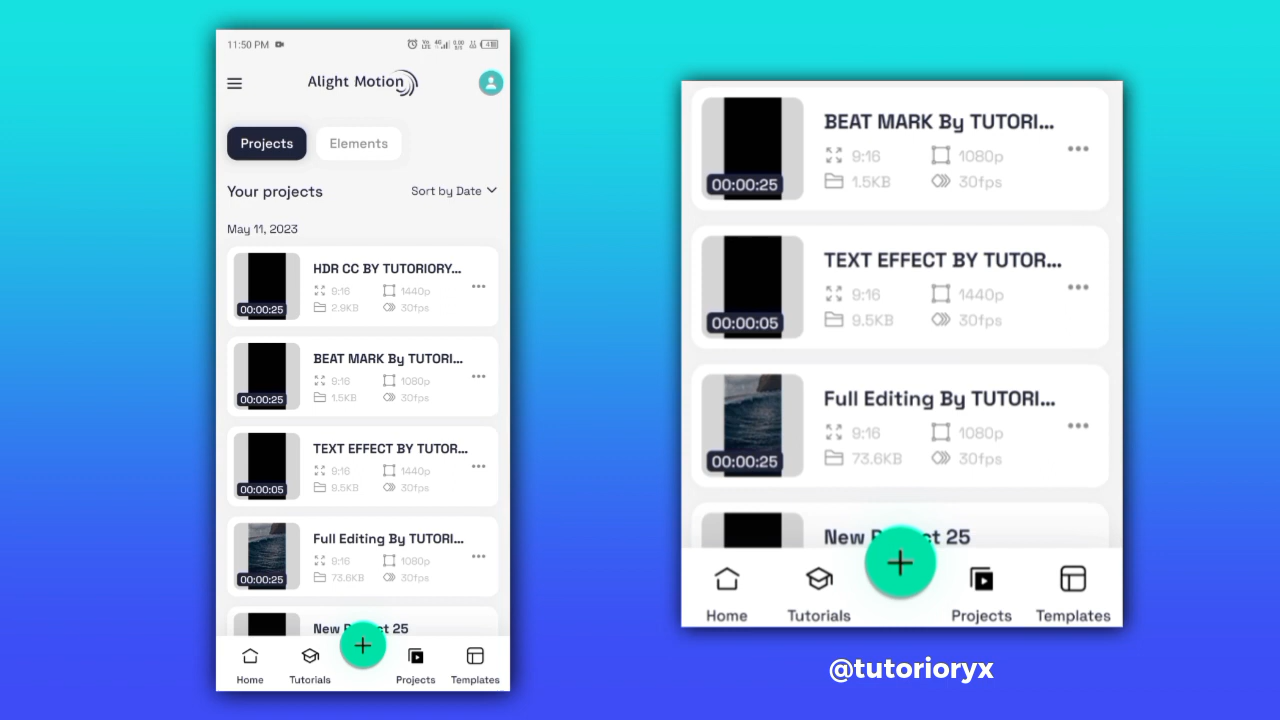 11:50 PM
Alight Motion
Projects
Elements
Your projects
Sort by Date
May 11, 2023
HDR CC BY TUTORIORY...
9:16
1440p
2.9KB
30fps
00:00:25
BEAT MARK By TUTORI...
9:16
1080p
1.5KB
30fps
00:00:25
TEXT EFFECT BY TUTOR...
9:16
1440p
9.5KB
30fps
00:00:05
Full Editing By TUTORI...
9:16
1080p
73.6KB
30fps
00:00:25
New 25
Home
Tutorials
Projects
Templates
BEAT MARK By TUTORI...
9:16
1080p
1.5KB
30fps
00:00:25
TEXT EFFECT BY TUTOR...
9:16
1440p
9.5KB
30fps
00:00:05
Full Editing By TUTORI...
9:16
1080p
73.6KB
30fps
00:00:25
New 25
Home
Tutorials
Projects
Templates
@tutorioryx